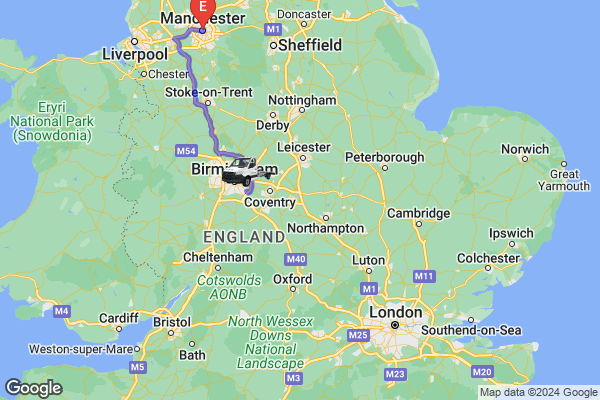 E
Manchester
Doncaster
M1
Liverpool
Sheffield
Chester
Eryri
National Park
(Snowdonia)
Stoke-on-Trent
Nottingham
Derby
M54
Leicester
Norwich
Peterborough
Great
Yarmouth
Birmingham
Coventry
ENGLAND
Northampton
Cambridge
Ipswich
Cheltenham
M40
Luton
M11
Colchester
Cotswolds
AONB
Oxford
M1
M4
Cardiff
Bristol
North Wessex
Downs
National
Landscape
London
M25
Southend-on-Sea
Weston-super-Mare
Bath
M5
M3
M23
M20
Google
Map data ©2024 Google